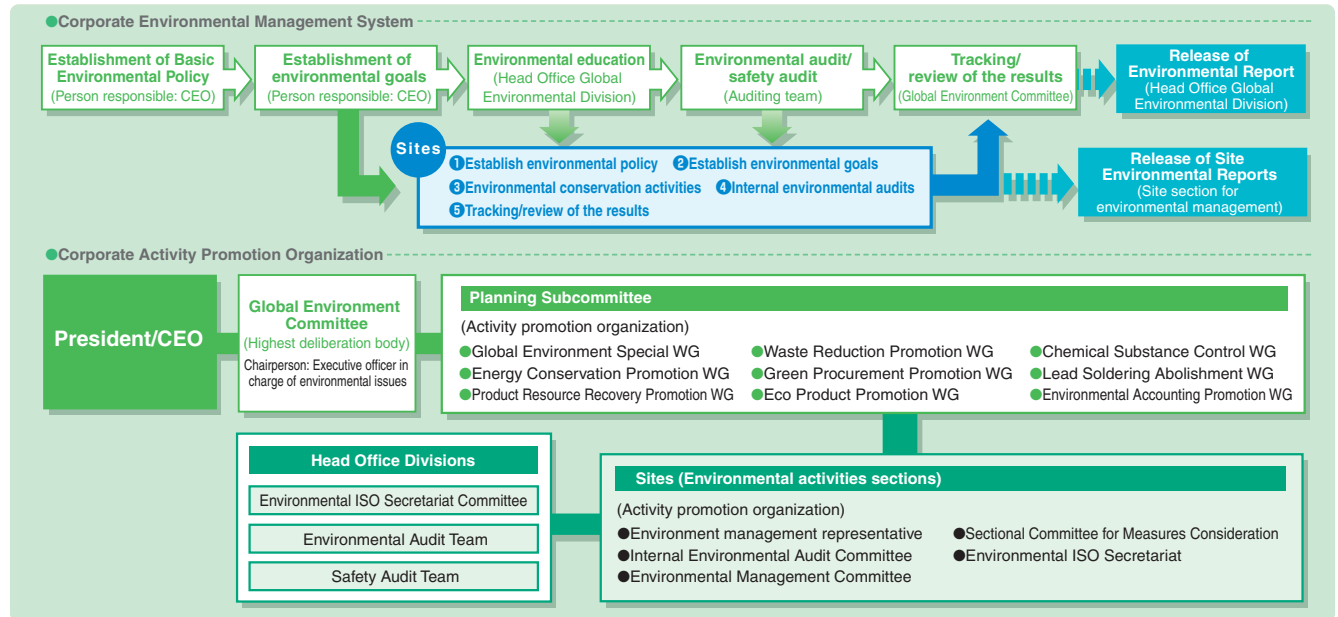 ●Corporate Environmental Management System
Establishment of Basic
Environmental Policy
(Person responsible: CEO)
Establishment of
environmental goals
(Person responsible: CEO)
Environmental education
(Head Office Global
Environmental Division)
Environmental audit/
safety audit
(Auditing team)
Tracking/
review of the results
(Global Environment Committee)
Release of
Environmental Report
(Head Office Global
Environmental Division)
Sites
❶Establish environmental policy ❷Establish environmental goals
❸Environmental conservation activities ❹Internal environmental audits
❺Tracking/review of the results
Release of Site
Environmental Reports
(Site section for
environmental management)
●Corporate Activity Promotion Organization
President/CEO
Global Environment
Committee
(Highest deliberation body)
Chairperson: Executive officer in
charge of environmental issues
Planning Subcommittee
(Activity promotion organization)
●Global Environment Special WG
●Energy Conservation Promotion WG
●Product Resource Recovery Promotion WG
●Waste Reduction Promotion WG
●Green Procurement Promotion WG
●Eco Product Promotion WG
●Chemical Substance Control WG
●Lead Soldering Abolishment WG
●Environmental Accounting Promotion WG
Head Office Divisions
Environmental ISO Secretariat Committee
Environmental Audit Team
Safety Audit Team
Sites (Environmental activities sections)
(Activity promotion organization)
●Environment management representative
●Internal Environmental Audit Committee
●Environmental Management Committee
●Sectional Committee for Measures Consideration
●Environmental ISO Secretariat